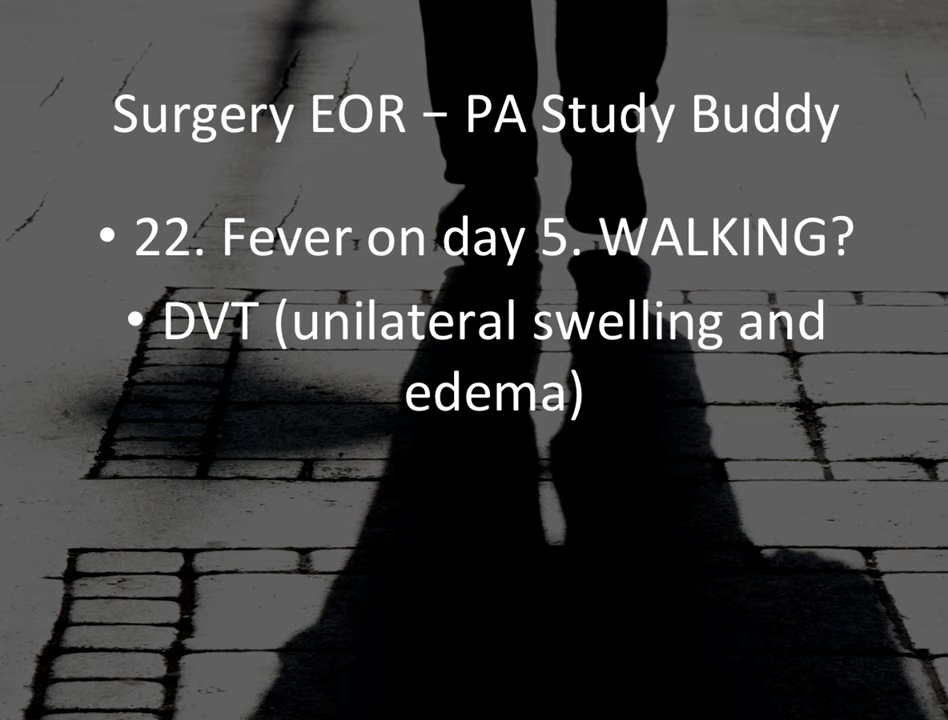 Surgery EOR – PA Study Buddy
• 22. Fever on day 5. WALKING?
• DVT (unilateral swelling and
edema)